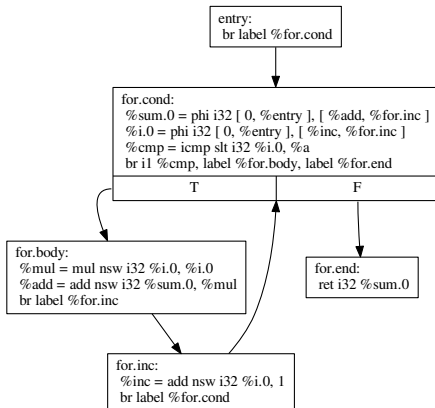 entry:
br label %for.cond
for.cond:
%sum.0 = phi i32 [ 0, %entry ], [ %add, %for.inc ]
%i.0 = phi i32 [ 0, %entry ], [ %inc, %for.inc ]
%cmp = icmp slt i32 %i.0, %a
br i1 %cmp, label %for.body, label %for.end
T
F
for.body:
%mul = mul nsw i32 %i.0, %i.0
%add = add nsw i32 %sum.0, %mul
br label %for.inc
for.end:
ret i32 %sum.0
for.inc:
%inc = add nsw i32 %i.0, 1
br label %for.cond